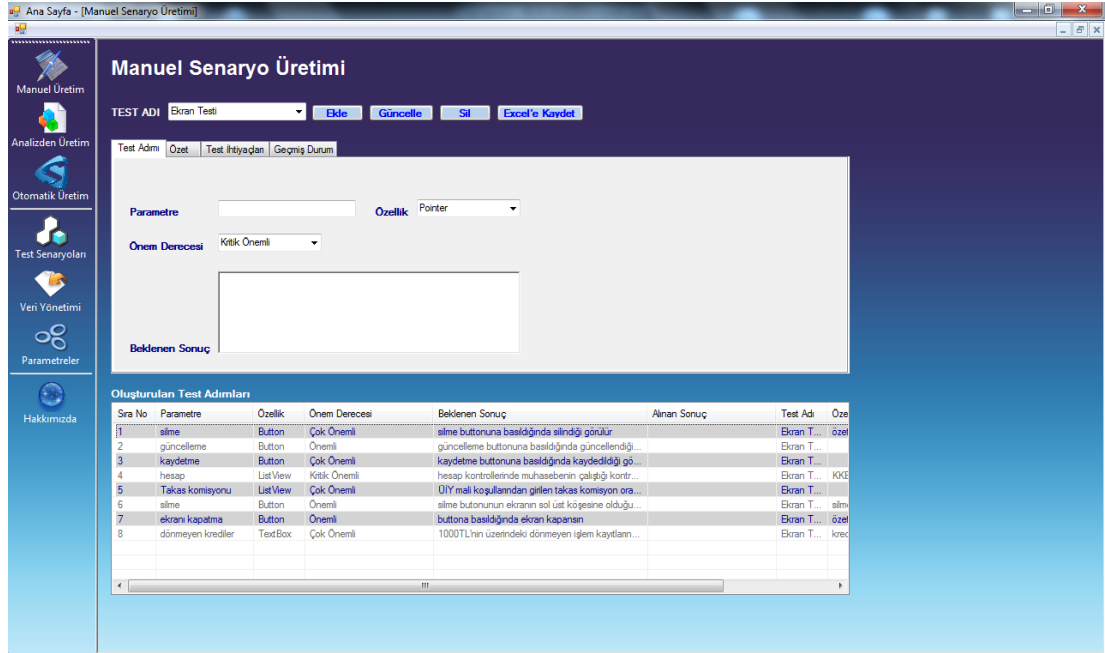 Ana Sayfa - [Manuel Senaryo Üretimi]
Manuel Üretim
Analizden Üretim
Otomatik Üretim
Test Senaryoları
Veri Yönetimi
Parametreler
Hakkımızda
Manuel Senaryo Üretimi
TEST ADI Ekran Testi Ekle Güncelle Sil Excel'e Kaydet
Test Adımı Özet Test İhtiyaçları Geçmiş Durum
Parametre Özellik Pointer
Önem Derecesi Kritik Önemli
Beklenen Sonuç
Oluşturulan Test Adımları
Sıra No Parametre Özellik Önem Derecesi Beklenen Sonuç Alınan Sonuç Test Adı Öze
1 silme Button Çok Önemli silme buttonuna basıldığında silindiği görülür Ekran T... özet
2 güncelleme Button Önemli güncelleme buttonuna basıldığında güncellendiği... Ekran T...
3 kaydetme Button Çok Önemli kaydetme buttonuna basıldığında kaydedildiği gö... Ekran T...
4 hesap ListView Kritik Önemli hesap kontrollerinde muhasebenin çalıştığı kontr... Ekran T... KKB
5 Takas komisyonu ListView Çok Önemli ÜİY mali koşullarından girilen takas komisyon ora... Ekran T...
6 silme Button Önemli silme butonunun ekranın sol üst köşesine olduğu... Ekran T... silm
7 ekranı kapatma Button Önemli buttona basıldığında ekran kapansın Ekran T... özet
8 dönmeyen krediler TextBox Çok Önemli 1000TL'nin üzerindeki dönmeyen işlem kayıtların... Ekran T... kred